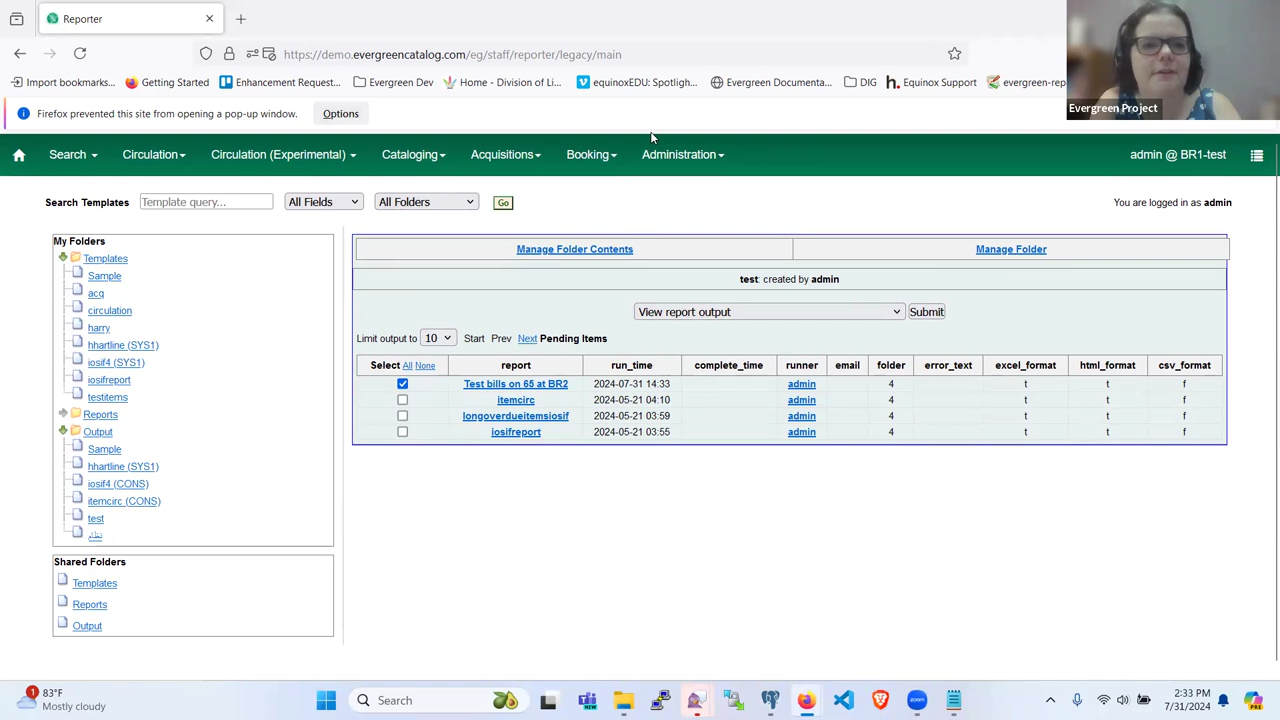 Reporter
https://demo.evergreencatalog.com/eg/staff/reporter/legacy/main
Import bookmarks... Getting Started Enhancement Request... Evergreen Dev Home - Division of Li... equinoxEDU: Spotligh... Evergreen Documenta... DIG Equinox Support evergreen-rep
Evergreen Project
Firefox prevented this site from opening a pop-up window. Options
Search Circulation Circulation (Experimental) Cataloging Acquisitions Booking Administration admin @ BR1-test
Search Templates Template query... All Fields All Folders Go You are logged in as admin
My Folders
Templates
Sample
acq
circulation
harry
hhartline (SYS1)
iosif4 (SYS1)
iosifreport
testitems
Reports
Output
Sample
hhartline (SYS1)
iosif4 (CONS)
itemcirc (CONS)
test
نظام
Shared Folders
Templates
Reports
Output
Manage Folder Contents Manage Folder
test: created by admin
View report output Submit
Limit output to 10 Start Prev Next Pending Items
Select All None report run_time complete_time runner email folder error_text excel_format html_format csv_format
Test bills on 65 at BR2 2024-07-31 14:33 admin 4 t t f
itemcirc 2024-05-21 04:10 admin 4 t t f
longoverdueitemsiosif 2024-05-21 03:59 admin 4 t t f
iosifreport 2024-05-21 03:55 admin 4 t t f
1 83°F
Mostly cloudy
Search
NEW
2:33 PM
7/31/2024
PRE